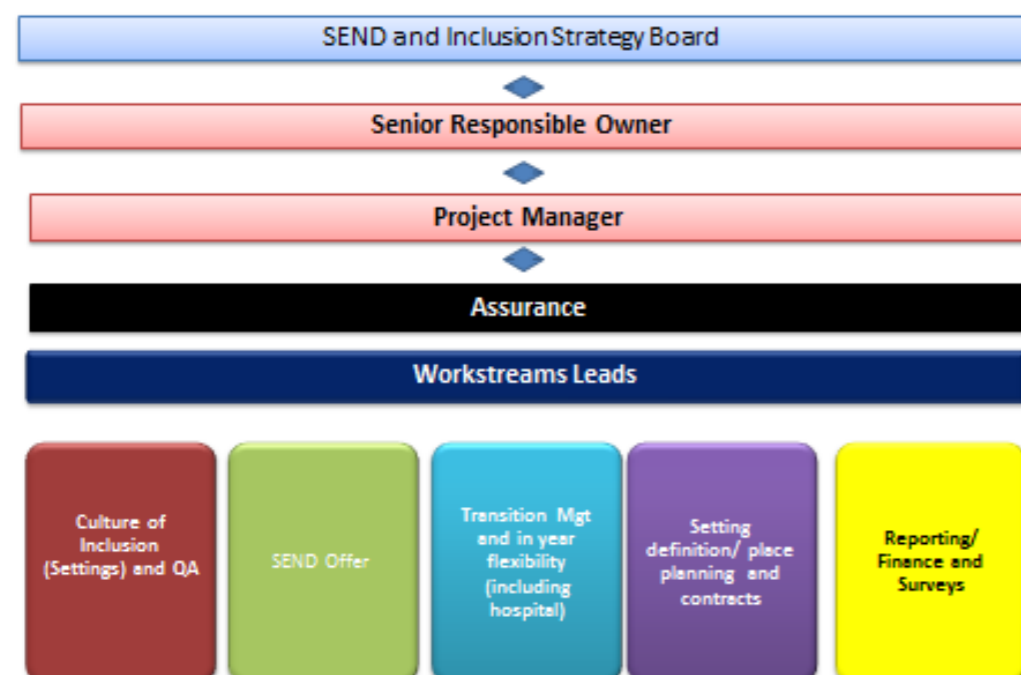 SEND and Inclusion Strategy Board
Senior Responsible Owner
Project Manager
Assurance
Workstreams Leads
Culture of
Inclusion
(Settings) and QA
SEND Offer
Transition Mgt
and in year
flexibility
(including
hospital)
Setting
definition/ place
planning and
contracts
Reporting/
Finance and
Surveys